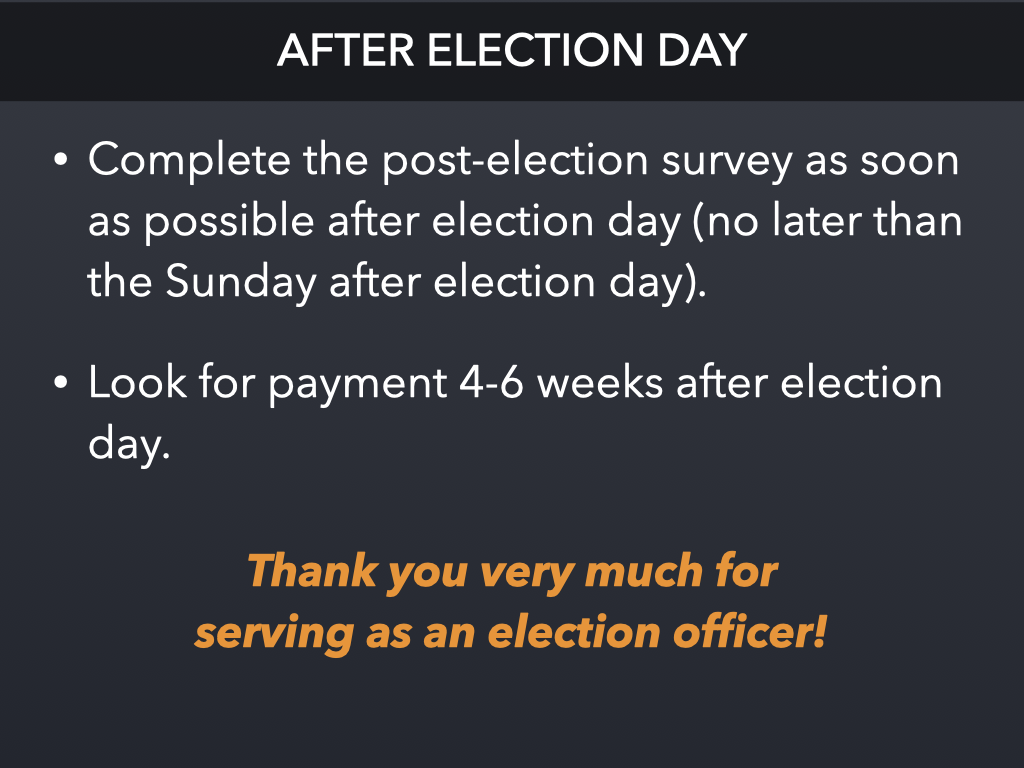 AFTER ELECTION DAY
• Complete the post-election survey as soon
as possible after election day (no later than
the Sunday after election day).
• Look for payment 4-6 weeks after election
day.
Thank you very much for
serving as an election officer!